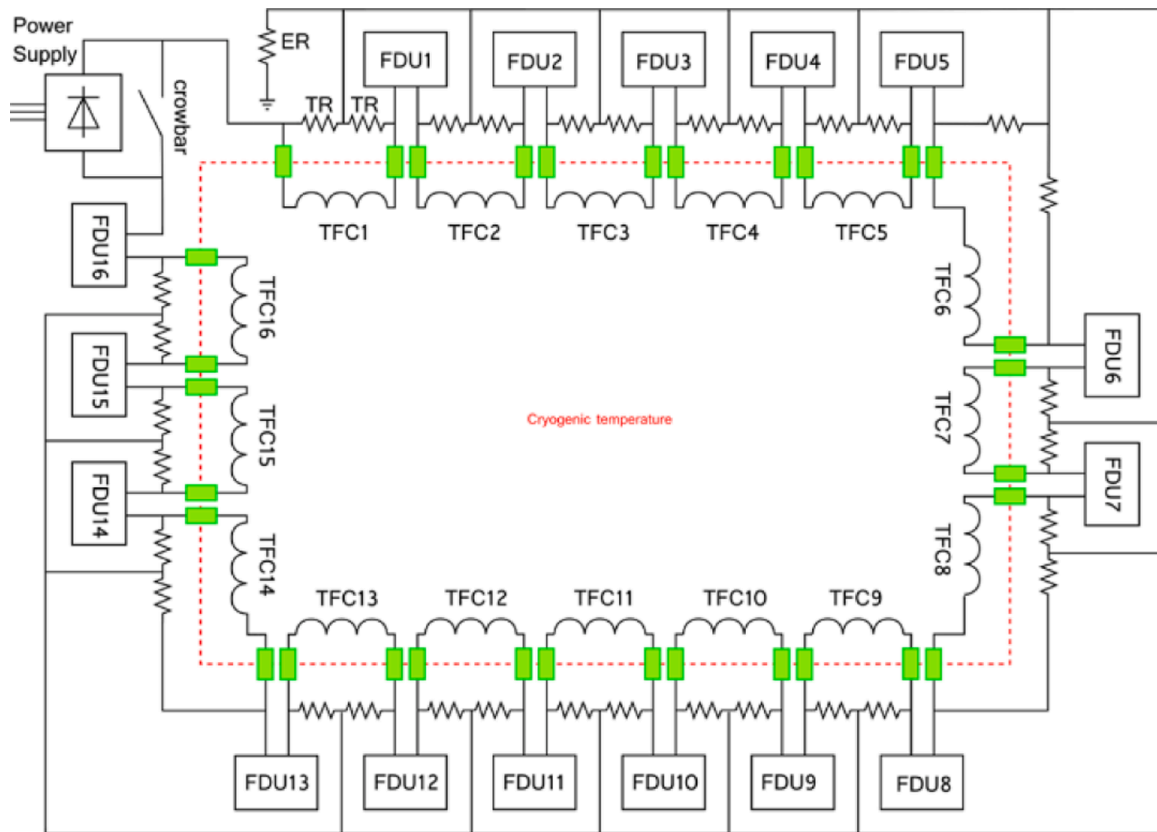 Power
Supply
crowbar
ER
TR
TR
FDU1
FDU2
FDU3
FDU4
FDU5
TFC1
TFC2
TFC3
TFC4
TFC5
FDU16
TFC16
TFC6
FDU6
FDU15
TFC15
Cryogenic temperature
TFC7
FDU7
FDU14
TFC14
TFC8
TFC13
TFC12
TFC11
TFC10
TFC9
FDU13
FDU12
FDU11
FDU10
FDU9
FDU8